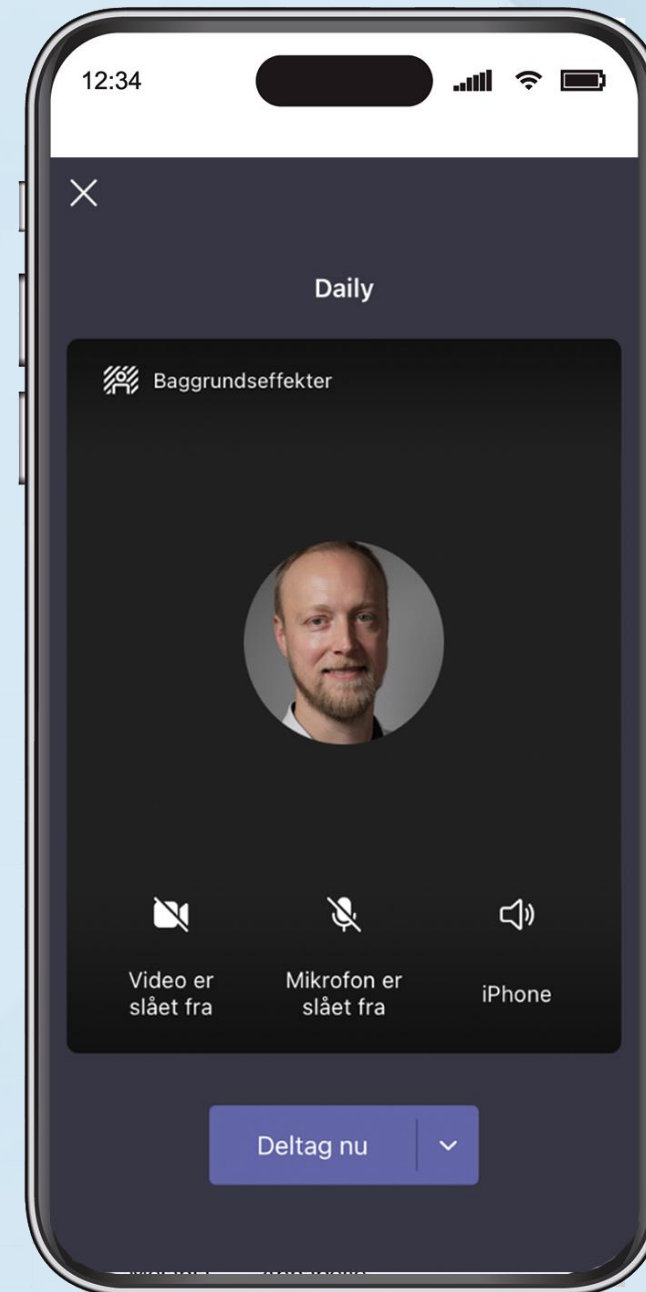 12:34
Daily
Baggrundseffekter
Video er
slået fra
Mikrofon er
slået fra
iPhone
Deltag nu